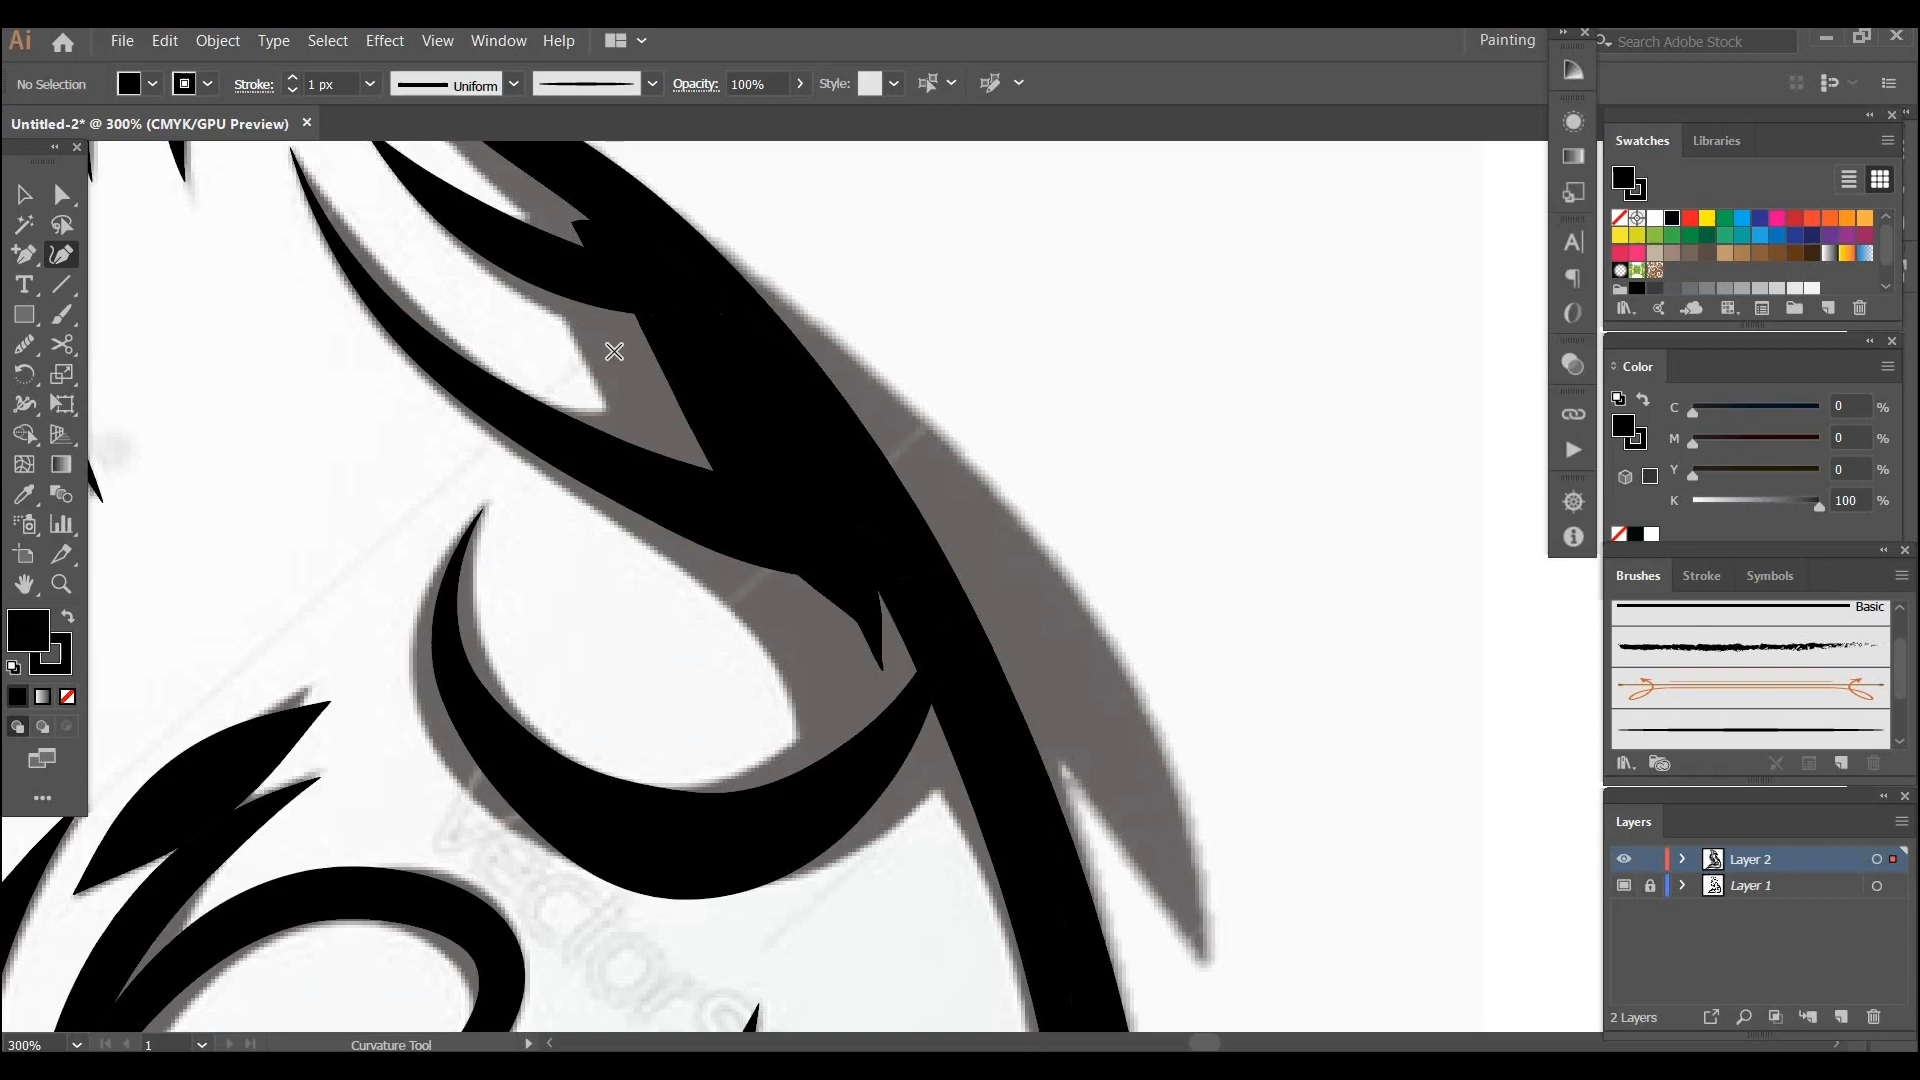 Ai File Edit Object Type Select Effect View Window Help Painting Search Adobe Stock
No Selection Stroke: 1 px Uniform Opacity: 100% Style:
Untitled-2* @ 300% (CMYK/GPU Preview)
Swatches Libraries
Color
C 0 %
M 0 %
Y 0 %
K 100 %
Brushes Stroke Symbols
Basic
Layers
Layer 2
Layer 1
2 Layers
vectors
300% 1 Curvature Tool